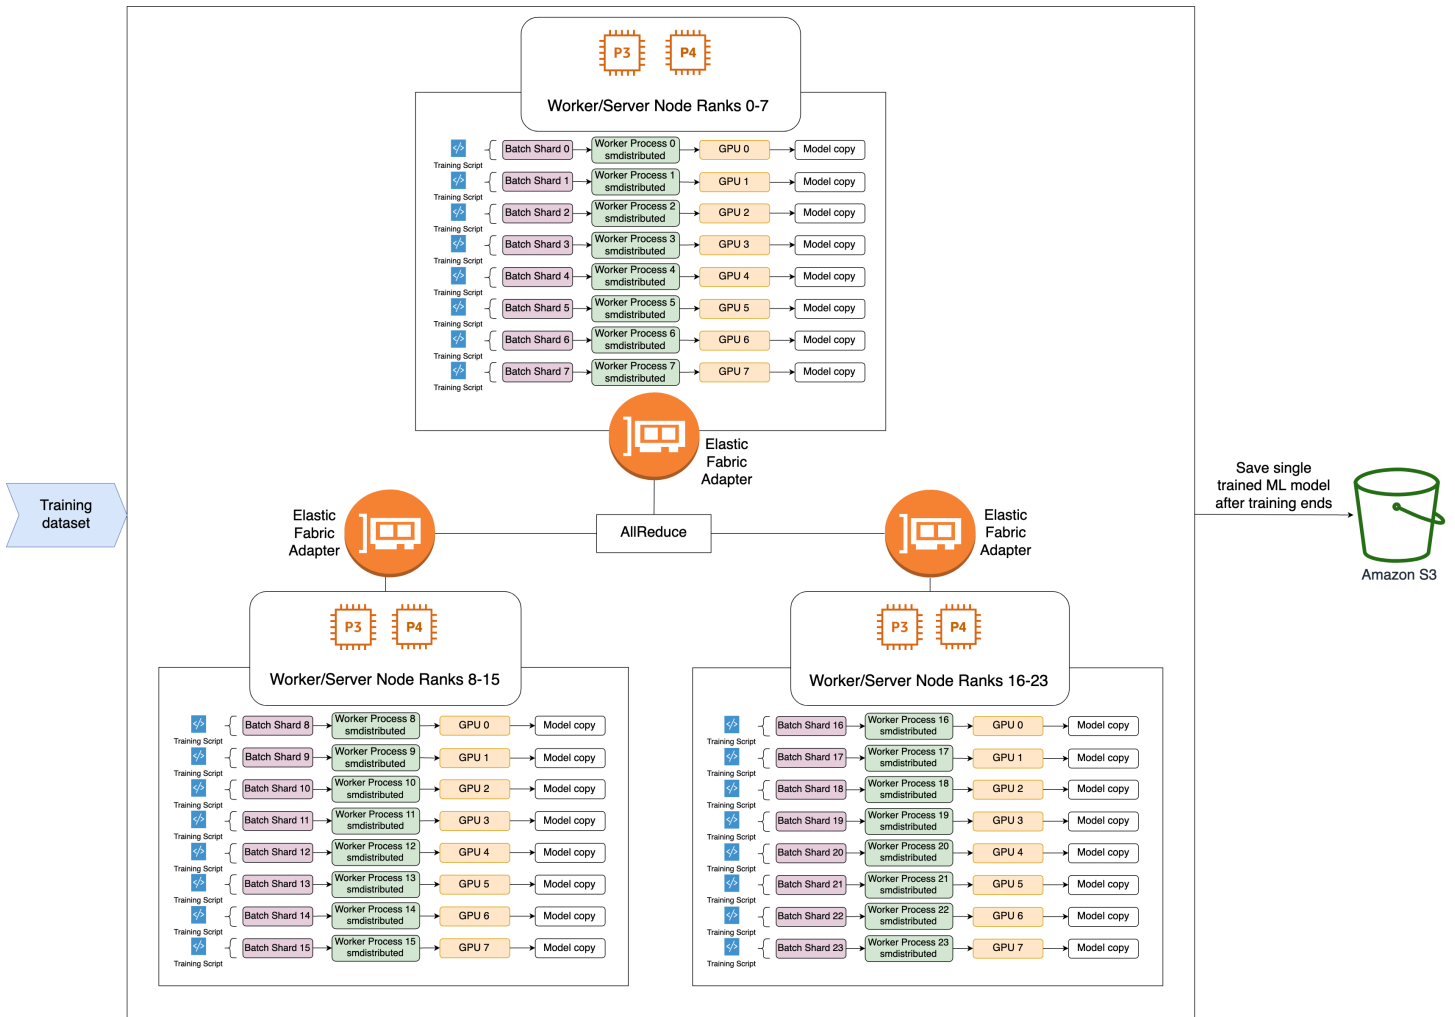 P3
P4
Worker/Server Node Ranks 0-7
Training Script
Batch Shard 0
Worker Process 0
smdistributed
GPU 0
Model copy
Training Script
Batch Shard 1
Worker Process 1
smdistributed
GPU 1
Model copy
Training Script
Batch Shard 2
Worker Process 2
smdistributed
GPU 2
Model copy
Training Script
Batch Shard 3
Worker Process 3
smdistributed
GPU 3
Model copy
Training Script
Batch Shard 4
Worker Process 4
smdistributed
GPU 4
Model copy
Training Script
Batch Shard 5
Worker Process 5
smdistributed
GPU 5
Model copy
Training Script
Batch Shard 6
Worker Process 6
smdistributed
GPU 6
Model copy
Training Script
Batch Shard 7
Worker Process 7
smdistributed
GPU 7
Model copy
Elastic
Fabric
Adapter
Training
dataset
Elastic
Fabric
Adapter
AllReduce
Elastic
Fabric
Adapter
Save single
trained ML model
after training ends
Amazon S3
P3
P4
Worker/Server Node Ranks 8-15
Training Script
Batch Shard 8
Worker Process 8
smdistributed
GPU 0
Model copy
Training Script
Batch Shard 9
Worker Process 9
smdistributed
GPU 1
Model copy
Training Script
Batch Shard 10
Worker Process 10
smdistributed
GPU 2
Model copy
Training Script
Batch Shard 11
Worker Process 11
smdistributed
GPU 3
Model copy
Training Script
Batch Shard 12
Worker Process 12
smdistributed
GPU 4
Model copy
Training Script
Batch Shard 13
Worker Process 13
smdistributed
GPU 5
Model copy
Training Script
Batch Shard 14
Worker Process 14
smdistributed
GPU 6
Model copy
Training Script
Batch Shard 15
Worker Process 15
smdistributed
GPU 7
Model copy
P3
P4
Worker/Server Node Ranks 16-23
Training Script
Batch Shard 16
Worker Process 16
smdistributed
GPU 0
Model copy
Training Script
Batch Shard 17
Worker Process 17
smdistributed
GPU 1
Model copy
Training Script
Batch Shard 18
Worker Process 18
smdistributed
GPU 2
Model copy
Training Script
Batch Shard 19
Worker Process 19
smdistributed
GPU 3
Model copy
Training Script
Batch Shard 20
Worker Process 20
smdistributed
GPU 4
Model copy
Training Script
Batch Shard 21
Worker Process 21
smdistributed
GPU 5
Model copy
Training Script
Batch Shard 22
Worker Process 22
smdistributed
GPU 6
Model copy
Training Script
Batch Shard 23
Worker Process 23
smdistributed
GPU 7
Model copy